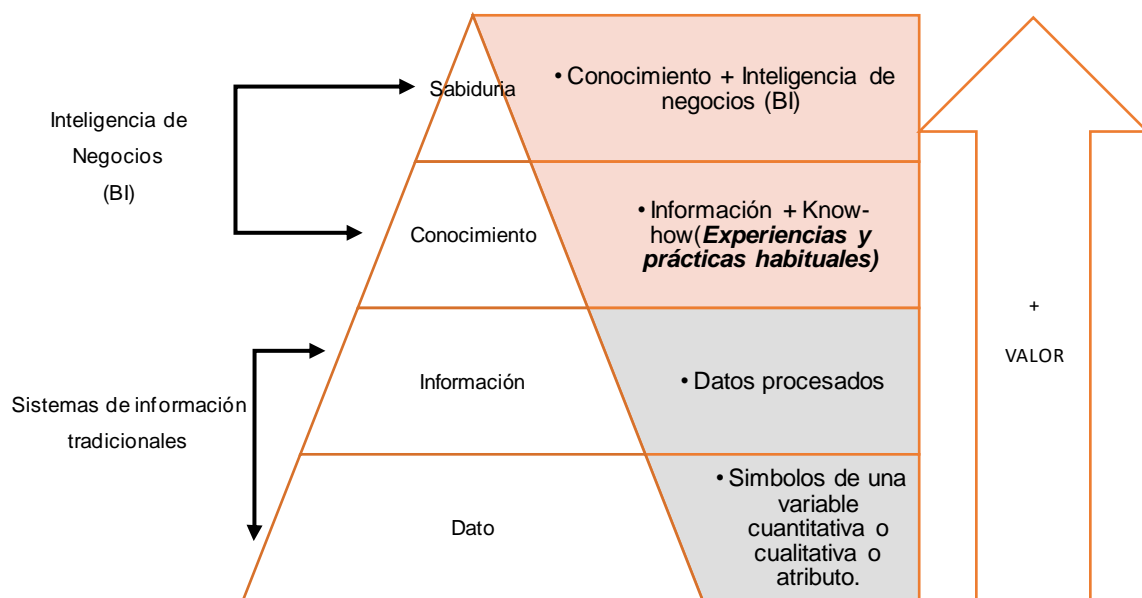 Inteligencia de
Negocios
(BI)
Sistemas de información
tradicionales
Sabiduria
• Conocimiento + Inteligencia de
negocios (BI)
Conocimiento
• Información + Know-
how(Experiencias y
prácticas habituales)
Información
• Datos procesados
Dato
• Simbolos de una
variable
cuantitativa o
cualitativa o
atributo.
+
VALOR